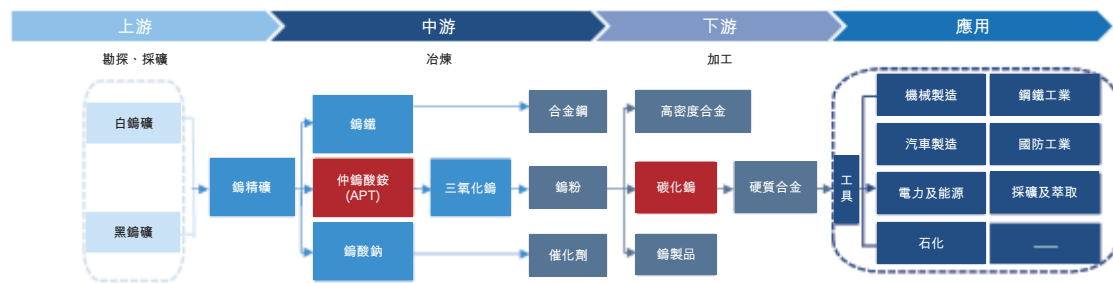 上游
中游
下游
應用
勘探、採礦
冶煉
加工
白鎢礦
黑鎢礦
鎢精礦
鎢鐵
仲鎢酸銨
(APT)
鎢酸鈉
三氧化鎢
合金鋼
鎢粉
催化劑
高密度合金
碳化鎢
鎢製品
硬質合金
工具
機械製造
鋼鐵工業
汽車製造
國防工業
電力及能源
採礦及萃取
石化